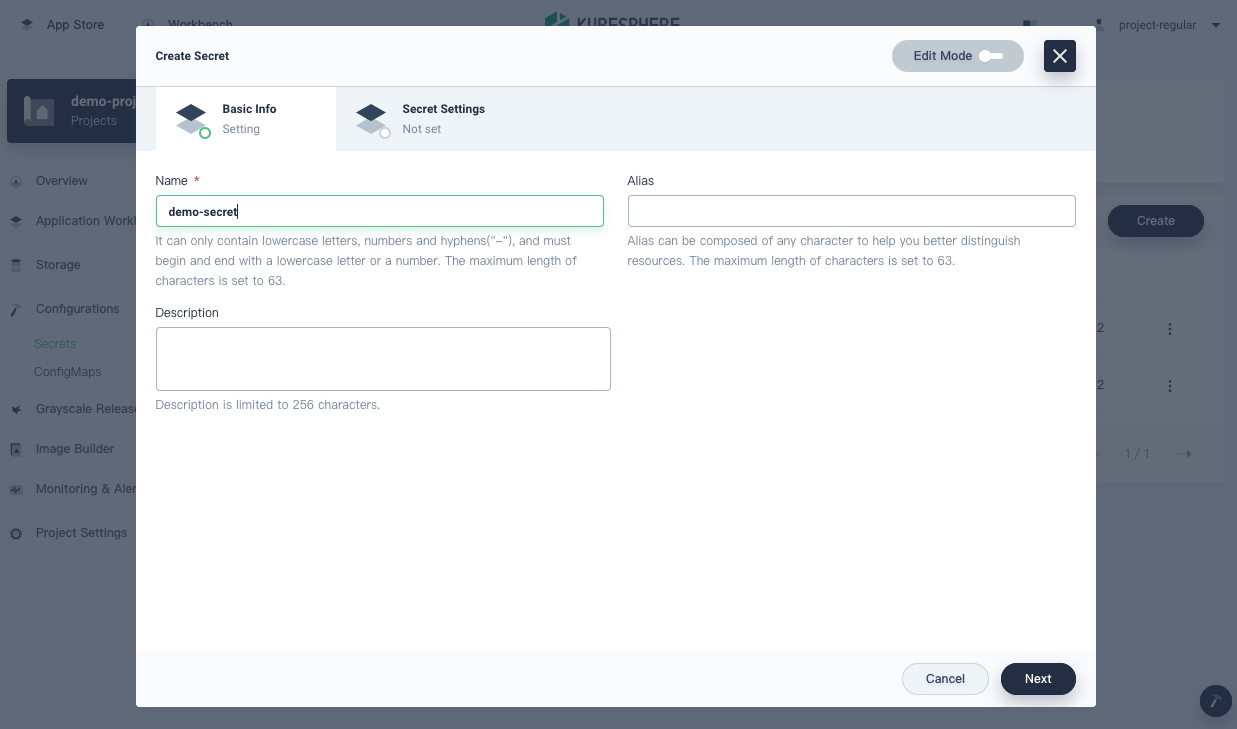 App Store
Workbench
KUBESPHERE
project-regular
Create Secret
Edit Mode
demo-proj
Projects
Basic Info
Setting
Secret Settings
Not set
Overview
Application Workl
Storage
Configurations
Secrets
ConfigMaps
Grayscale Release
Image Builder
Monitoring & Aler
Project Settings
Name *
demo-secret
It can only contain lowercase letters, numbers and hyphens("-"), and must
begin and end with a lowercase letter or a number. The maximum length of
characters is set to 63.
Alias
Alias can be composed of any character to help you better distinguish
resources. The maximum length of characters is set to 63.
Description
Description is limited to 256 characters.
Create
2
2
1 / 1
Cancel
Next